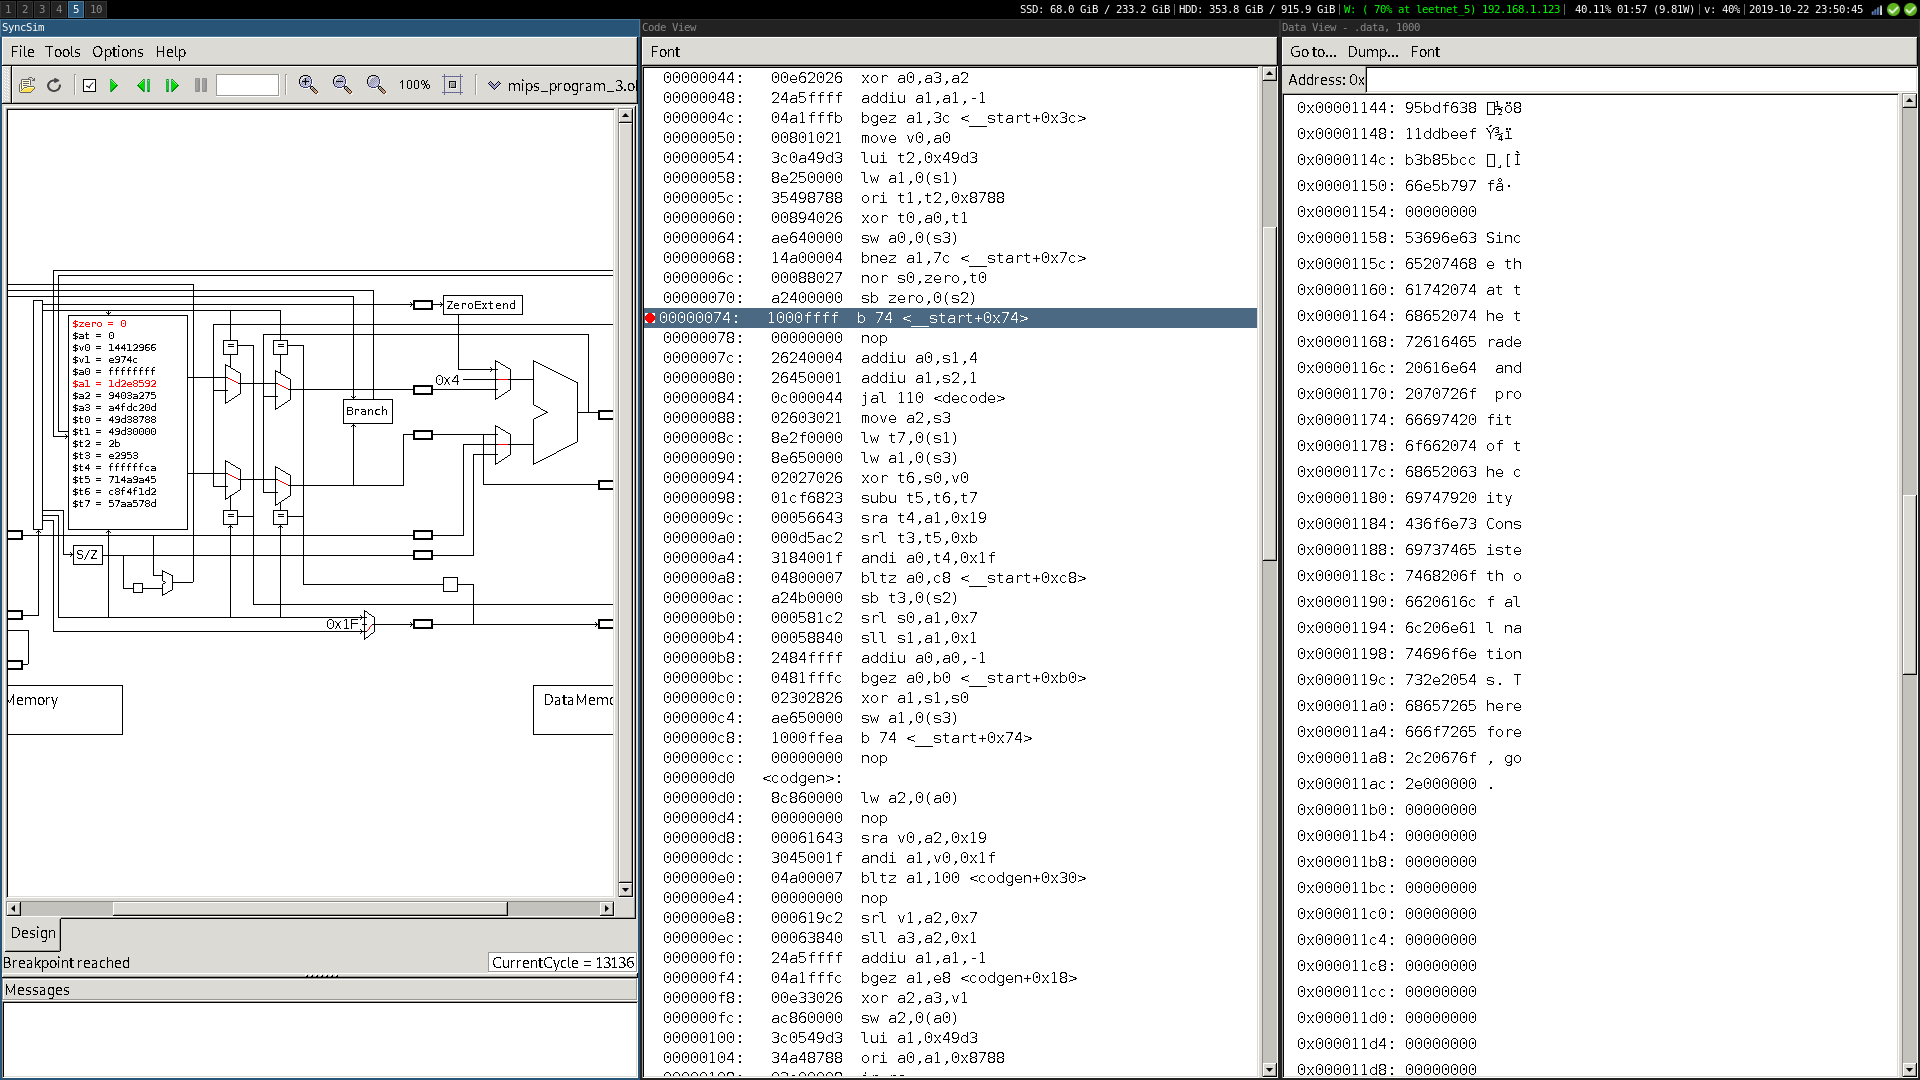 1 2 3 4 5 10
SSD: 68.0 GiB / 233.2 GiB HDD: 353.8 GiB / 915.9 GiB W: ( 70% at leetnet_5) 192.168.1.123 40.11% 01:57 (9.81W) v: 40% 2019-10-22 23:50:45
SyncSim
File Tools Options Help
100%
mips_program_3.o
ZeroExtend
$zero = 0
$at = 0
$v0 = 14412966
$v1 = e974c
$a0 = ffffffff
$a1 = 1d2e8592
$a2 = 9403a275
$a3 = a4fdc20d
$t0 = 49d38788
$t1 = 49d30000
$t2 = 2b
$t3 = e2953
$t4 = ffffffca
$t5 = 714a9a45
$t6 = c8f4f1d2
$t7 = 57aa578d
=
=
0x4
Branch
=
=
S/Z
0x1F
Memory
DataMem
Design
Breakpoint reached
CurrentCycle = 13136
Messages
Code View
Font
00000044: 00e62026 xor a0,a3,a2
00000048: 24a5ffff addiu a1,a1,-1
0000004c: 04a1fffb bgez a1,3c <__start+0x3c>
00000050: 00801021 move v0,a0
00000054: 3c0a49d3 lui t2,0x49d3
00000058: 8e250000 lw a1,0(s1)
0000005c: 35498788 ori t1,t2,0x8788
00000060: 00894026 xor t0,a0,t1
00000064: ae640000 sw a0,0(s3)
00000068: 14a00004 bnez a1,7c <__start+0x7c>
0000006c: 00088027 nor s0,zero,t0
00000070: a2400000 sb zero,0(s2)
00000074: 1000ffff b 74 <__start+0x74>
00000078: 00000000 nop
0000007c: 26240004 addiu a0,s1,4
00000080: 26450001 addiu a1,s2,1
00000084: 0c000044 jal 110 <decode>
00000088: 02603021 move a2,s3
0000008c: 8e2f0000 lw t7,0(s1)
00000090: 8e650000 lw a1,0(s3)
00000094: 02027026 xor t6,s0,v0
00000098: 01cf6823 subu t5,t6,t7
0000009c: 00056643 sra t4,a1,0x19
000000a0: 000d5ac2 srl t3,t5,0xb
000000a4: 3184001f andi a0,t4,0x1f
000000a8: 04800007 bltz a0,c8 <__start+0xc8>
000000ac: a24b0000 sb t3,0(s2)
000000b0: 000581c2 srl s0,a1,0x7
000000b4: 00058840 sll s1,a1,0x1
000000b8: 2484ffff addiu a0,a0,-1
000000bc: 0481fffc bgez a0,b0 <__start+0xb0>
000000c0: 02302826 xor a1,s1,s0
000000c4: ae650000 sw a1,0(s3)
000000c8: 1000ffea b 74 <__start+0x74>
000000cc: 00000000 nop
000000d0 <codgen>:
000000d0: 8c860000 lw a2,0(a0)
000000d4: 00000000 nop
000000d8: 00061643 sra v0,a2,0x19
000000dc: 3045001f andi a1,v0,0x1f
000000e0: 04a00007 bltz a1,100 <codgen+0x30>
000000e4: 00000000 nop
000000e8: 000619c2 srl v1,a2,0x7
000000ec: 00063840 sll a3,a2,0x1
000000f0: 24a5ffff addiu a1,a1,-1
000000f4: 04a1fffc bgez a1,e8 <codgen+0x18>
000000f8: 00e33026 xor a2,a3,v1
000000fc: ac860000 sw a2,0(a0)
00000100: 3c0549d3 lui a1,0x49d3
00000104: 34a48788 ori a0,a1,0x8788
Data View - .data, 1000
Go to... Dump... Font
Address: 0x
0x00001144: 95bdf638 ½ö8
0x00001148: 11ddbeef Ý¾ï
0x0000114c: b3b85bcc ¸[Ì
0x00001150: 66e5b797 få·
0x00001154: 00000000
0x00001158: 53696e63 Sinc
0x0000115c: 65207468 e th
0x00001160: 61742074 at t
0x00001164: 68652074 he t
0x00001168: 72616465 rade
0x0000116c: 20616e64 and
0x00001170: 2070726f pro
0x00001174: 66697420 fit
0x00001178: 6f662074 of t
0x0000117c: 68652063 he c
0x00001180: 69747920 ity
0x00001184: 436f6e73 Cons
0x00001188: 69737465 iste
0x0000118c: 7468206f th o
0x00001190: 6620616c f al
0x00001194: 6c206e61 l na
0x00001198: 74696f6e tion
0x0000119c: 732e2054 s. T
0x000011a0: 68657265 here
0x000011a4: 666f7265 fore
0x000011a8: 2c20676f , go
0x000011ac: 2e000000 .
0x000011b0: 00000000
0x000011b4: 00000000
0x000011b8: 00000000
0x000011bc: 00000000
0x000011c0: 00000000
0x000011c4: 00000000
0x000011c8: 00000000
0x000011cc: 00000000
0x000011d0: 00000000
0x000011d4: 00000000
0x000011d8: 00000000